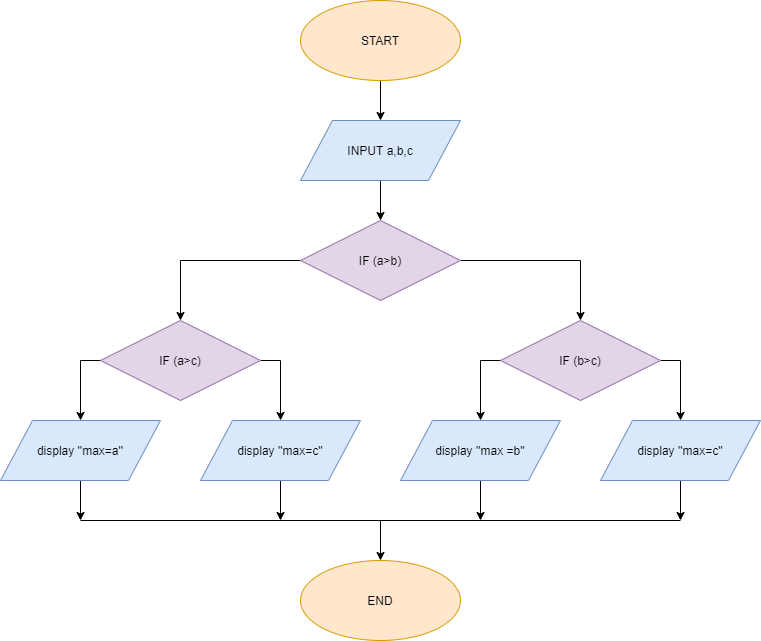 START
INPUT a,b,c
IF (a>b)
IF (a>c)
IF (b>c)
display "max=a"
display "max=c"
display "max =b"
display "max=c"
END